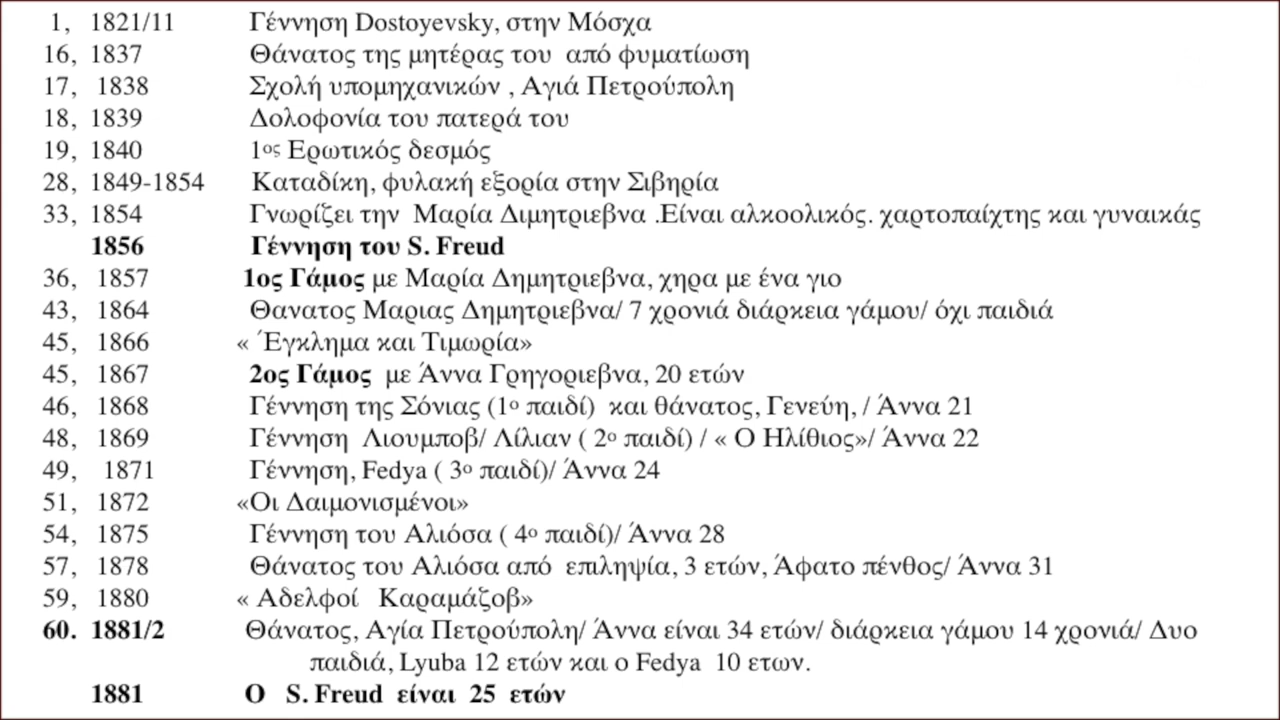 1, 1821/11 Γέννηση Dostoyevsky, στην Μόσχα
16, 1837 Θάνατος της μητέρας του από φυματίωση
17, 1838 Σχολή υπομηχανικών , Αγιά Πετρούπολη
18, 1839 Δολοφονία του πατερά του
19, 1840 1ος Ερωτικός δεσμός
28, 1849-1854 Καταδίκη, φυλακή εξορία στην Σιβηρία
33, 1854 Γνωρίζει την Μαρία Διμητριεβνα .Είναι αλκοολικός. χαρτοπαίχτης και γυναικάς
1856 Γέννηση του S. Freud
36, 1857 1ος Γάμος με Μαρία Δημητριεβνα, χηρα με ένα γιο
43, 1864 Θανατος Μαριας Δημητριεβνα/ 7 χρονιά διάρκεια γάμου/ όχι παιδιά
45, 1866 « Έγκλημα και Τιμωρία»
45, 1867 2ος Γάμος με Άννα Γρηγοριεβνα, 20 ετών
46, 1868 Γέννηση της Σόνιας (1ο παιδί) και θάνατος, Γενεύη, / Άννα 21
48, 1869 Γέννηση Λιουμποβ/ Λίλιαν ( 2ο παιδί) / « Ο Ηλίθιος»/ Άννα 22
49, 1871 Γέννηση, Fedya ( 3ο παιδί)/ Άννα 24
51, 1872 «Οι Δαιμονισμένοι»
54, 1875 Γέννηση του Αλιόσα ( 4ο παιδί)/ Άννα 28
57, 1878 Θάνατος του Αλιόσα από επιληψία, 3 ετών, Άφατο πένθος/ Άννα 31
59, 1880 « Αδελφοί Καραμάζοβ»
60. 1881/2 Θάνατος, Αγία Πετρούπολη/ Άννα είναι 34 ετών/ διάρκεια γάμου 14 χρονιά/ Δυο
παιδιά, Lyuba 12 ετών και ο Fedya 10 ετων.
1881 Ο S. Freud είναι 25 ετών